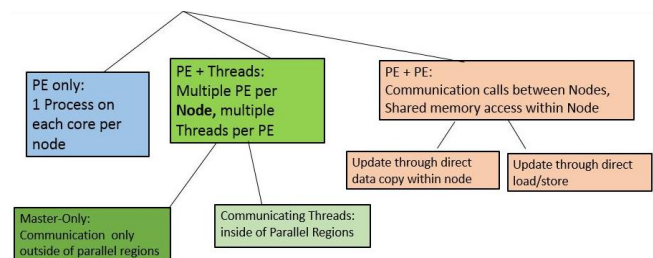 PE only:
1 Process on
each core per
node
PE + Threads:
Multiple PE per
Node, multiple
Threads per PE
PE + PE:
Communication calls between Nodes,
Shared memory access within Node
Update through direct
data copy within node
Update through direct
load/store
Master-Only:
Communication only
outside of parallel regions
Communicating Threads:
inside of Parallel Regions